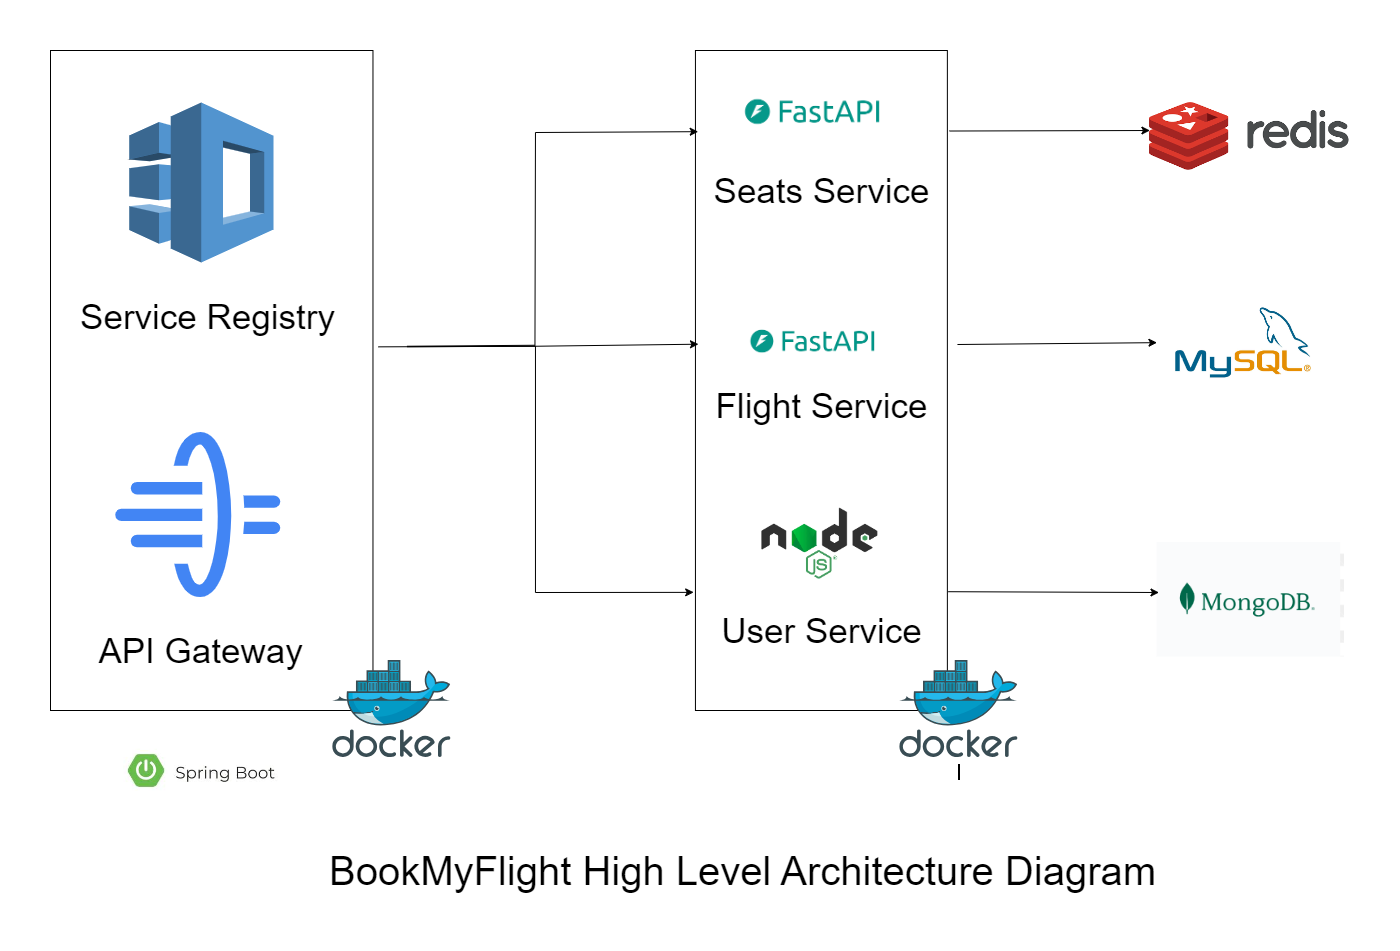 FastAPI
Seats Service
redis
Service Registry
FastAPI
Flight Service
MySQL®
API Gateway
node
JS
User Service
MongoDB.
docker
docker
Spring Boot
BookMyFlight High Level Architecture Diagram